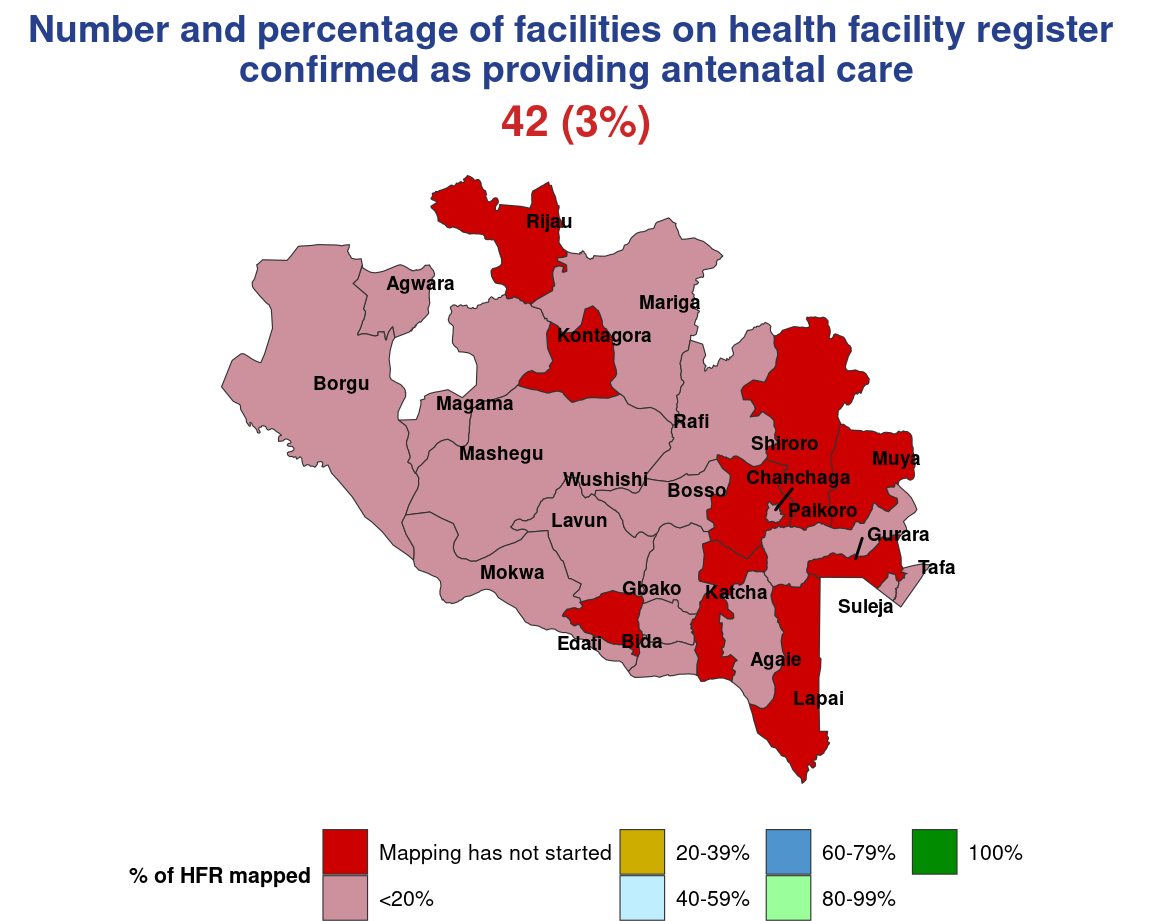 Number and percentage of facilities on health facility register
confirmed as providing antenatal care
42 (3%)
Rijau
Agwara
Mariga
Kontagora
Borgu
Magama
Rafi
Mashegu
Shiroro
Muya
Wushishi
Chanchaga
Bosso
Paikoro
Lavun
Gurara
Tafa
Mokwa
Gbako
Katcha
Suleja
Edati
Bida
Agaie
Lapai
% of HFR mapped
Mapping has not started
<20%
20-39%
40-59%
60-79%
80-99%
100%